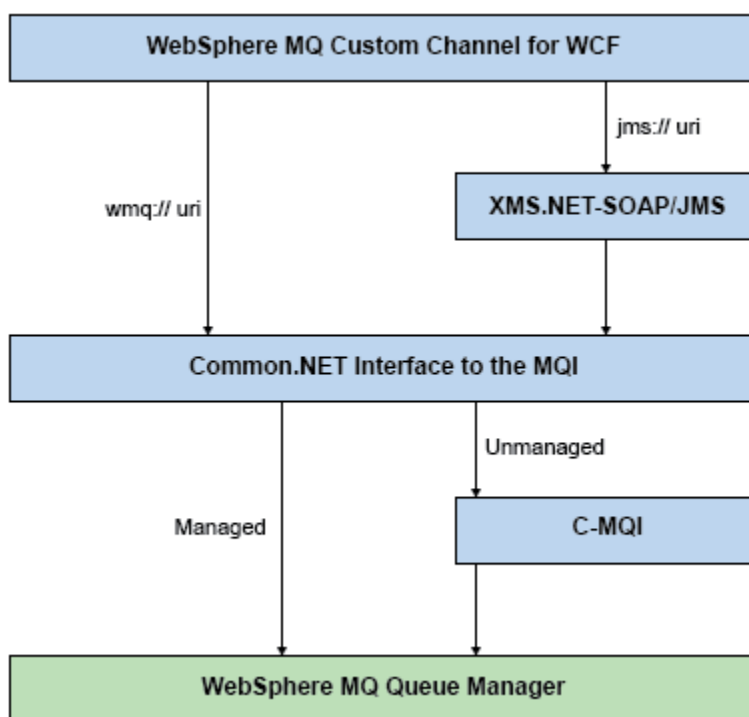 WebSphere MQ Custom Channel for WCF
jms:// uri
wmq:// uri
XMS.NET-SOAP/JMS
Common.NET Interface to the MQI
Unmanaged
Managed
C-MQI
WebSphere MQ Queue Manager